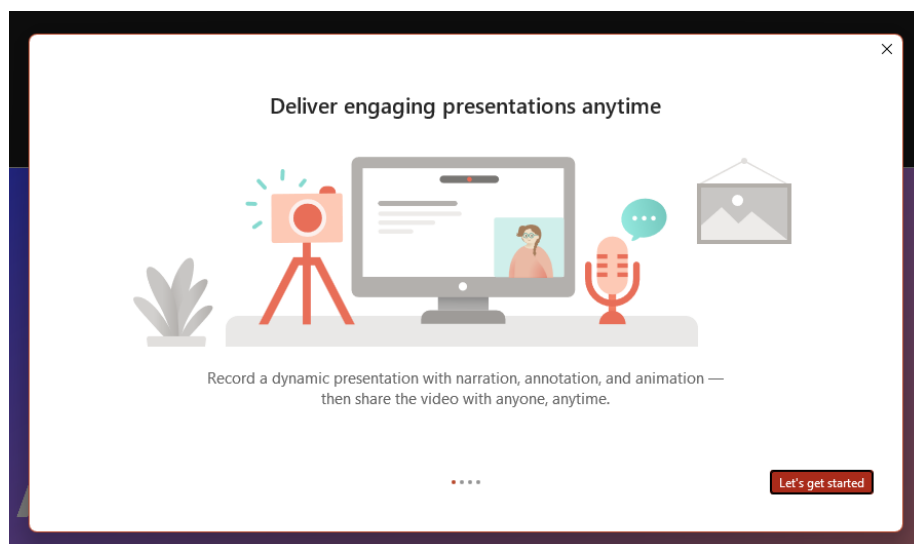 Deliver engaging presentations anytime
Record a dynamic presentation with narration, annotation, and animation —
then share the video with anyone, anytime.
Let's get started